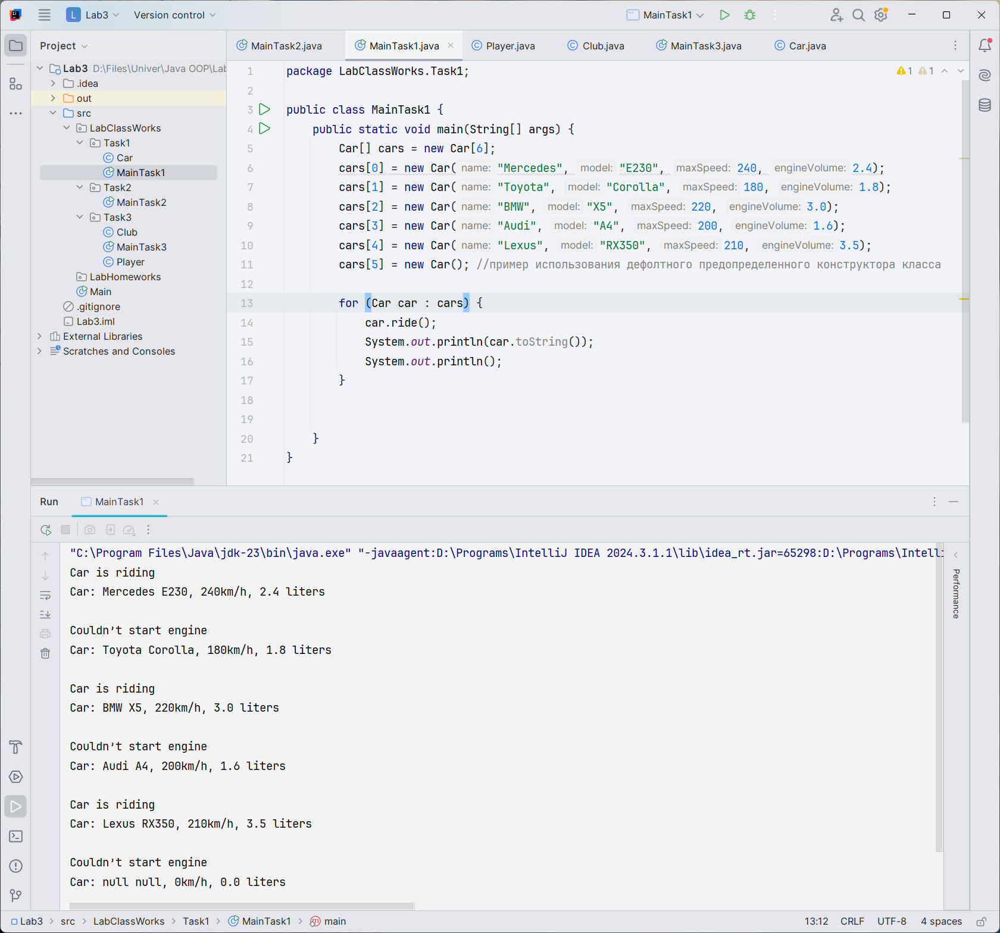 L Lab3 Version control MainTask1
Project
MainTask2.java MainTask1.java Player.java Club.java MainTask3.java Car.java
Lab3 D:\Files\Univer\Java OOP\Lab
.idea
out
src
LabClassWorks
Task1
Car
MainTask1
Task2
MainTask2
Task3
Club
MainTask3
Player
LabHomeworks
Main
.gitignore
Lab3.iml
External Libraries
Scratches and Consoles
1 package LabClassWorks.Task1;
1 1
2
3 public class MainTask1 {
4 public static void main(String[] args) {
5 Car[] cars = new Car[6];
6 cars[0] = new Car( name: "Mercedes", model: "E230", maxSpeed: 240, engineVolume: 2.4);
7 cars[1] = new Car( name: "Toyota", model: "Corolla", maxSpeed: 180, engineVolume: 1.8);
8 cars[2] = new Car( name: "BMW", model: "X5", maxSpeed: 220, engineVolume: 3.0);
9 cars[3] = new Car( name: "Audi", model: "A4", maxSpeed: 200, engineVolume: 1.6);
10 cars[4] = new Car( name: "Lexus", model: "RX350", maxSpeed: 210, engineVolume: 3.5);
11 cars[5] = new Car(); //пример использования дефолтного предопределенного конструктора класса
12
13 for (Car car : cars) {
14 car.ride();
15 System.out.println(car.toString());
16 System.out.println();
17 }
18
19
20 }
21 }
Run MainTask1
"C:\Program Files\Java\jdk-23\bin\java.exe" "-javaagent:D:\Programs\IntelliJ IDEA 2024.3.1.1\lib\idea_rt.jar=65298:D:\Programs\Intelli
Car is riding
Car: Mercedes E230, 240km/h, 2.4 liters
Couldn't start engine
Car: Toyota Corolla, 180km/h, 1.8 liters
Car is riding
Car: BMW X5, 220km/h, 3.0 liters
Couldn't start engine
Car: Audi A4, 200km/h, 1.6 liters
Car is riding
Car: Lexus RX350, 210km/h, 3.5 liters
Couldn't start engine
Car: null null, 0km/h, 0.0 liters
Performance
Lab3 > src > LabClassWorks > Task1 > MainTask1 > main 13:12 CRLF UTF-8 4 spaces